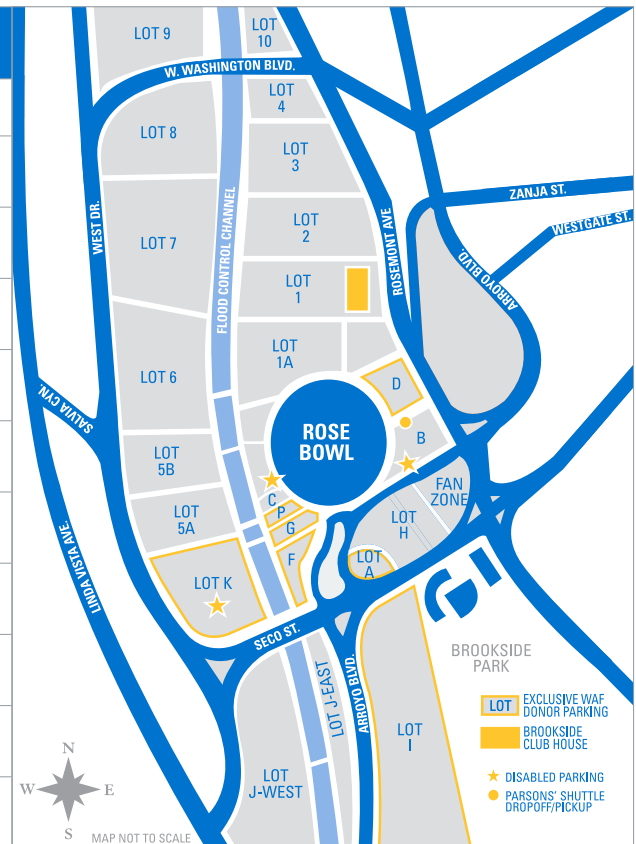 LOT 9
LOT
10
W. WASHINGTON BLVD.
LOT
4
LOT 8
LOT
3
ZANJA ST.
WEST DR.
FLOOD CONTROL CHANNEL
LOT
2
ROSEMONT AVE
WESTGATE ST.
LOT 7
ARROYO BLVD.
LOT
1
LOT
1A
LOT 6
D
SALVIA CYN.
ROSE
BOWL
B
LOT
5B
FAN
ZONE
C
P
G
LOT
5A
LOT
H
F
LOT
A
LOT K
LINDA VISTA AVE.
SECO ST.
BROOKSIDE
PARK
LOT J-EAST
ARROYO BLVD.
LOT
I
LOT
J-WEST
LOT
EXCLUSIVE WAF
DONOR PARKING
BROOKSIDE
CLUB HOUSE
DISABLED PARKING
PARSONS' SHUTTLE
DROPOFF/PICKUP
N
W
E
S
MAP NOT TO SCALE